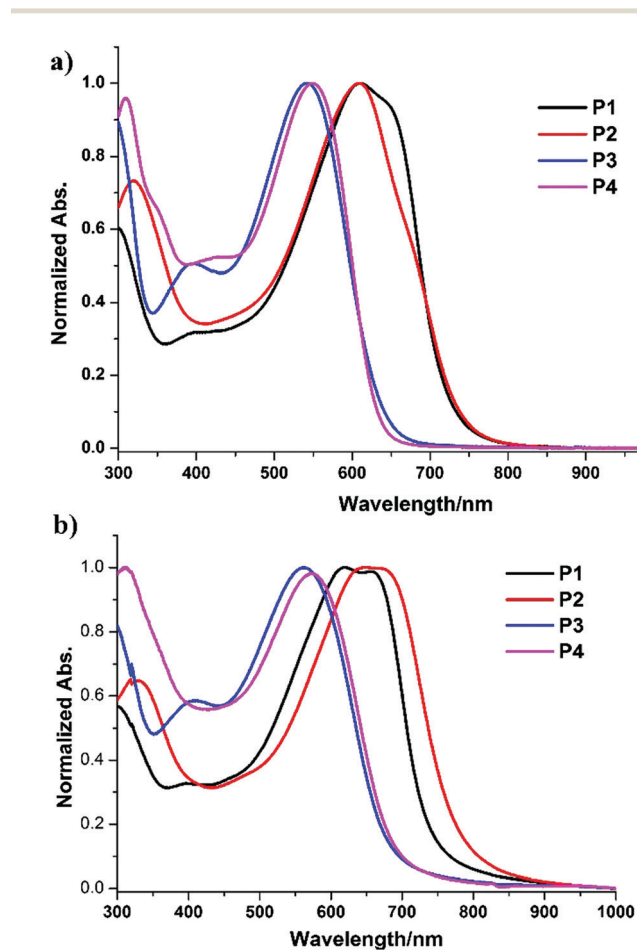 a)
1.0
0.8
0.6
0.4
0.2
0.0
Normalized Abs.
P1
P2
P3
P4
300 400 500 600 700 800 900
Wavelength/nm
b)
1.0
0.8
0.6
0.4
0.2
0.0
Normalized Abs.
P1
P2
P3
P4
300 400 500 600 700 800 900 1000
Wavelength/nm